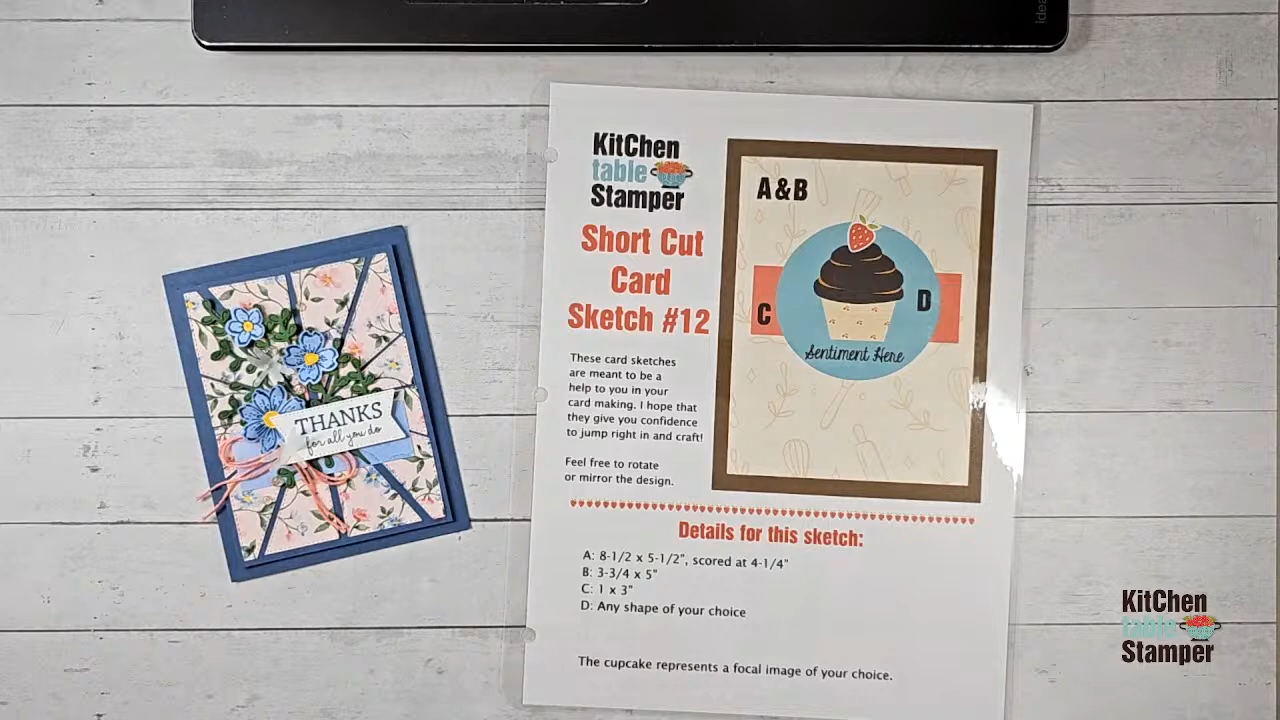 idea
KitChen
table
Stamper
Short Cut
Card
Sketch #12
These card sketches
are meant to be a
help to you in your
card making. I hope that
they give you confidence
to jump right in and craft!
Feel free to rotate
or mirror the design.
A & B
C
D
Sentiment Here
Details for this sketch:
A: 8-1/2 x 5-1/2", scored at 4-1/4"
B: 3-3/4 x 5"
C: 1 x 3"
D: Any shape of your choice
The cupcake represents a focal image of your choice.
THANKS
for all you do
KitChen
table
Stamper